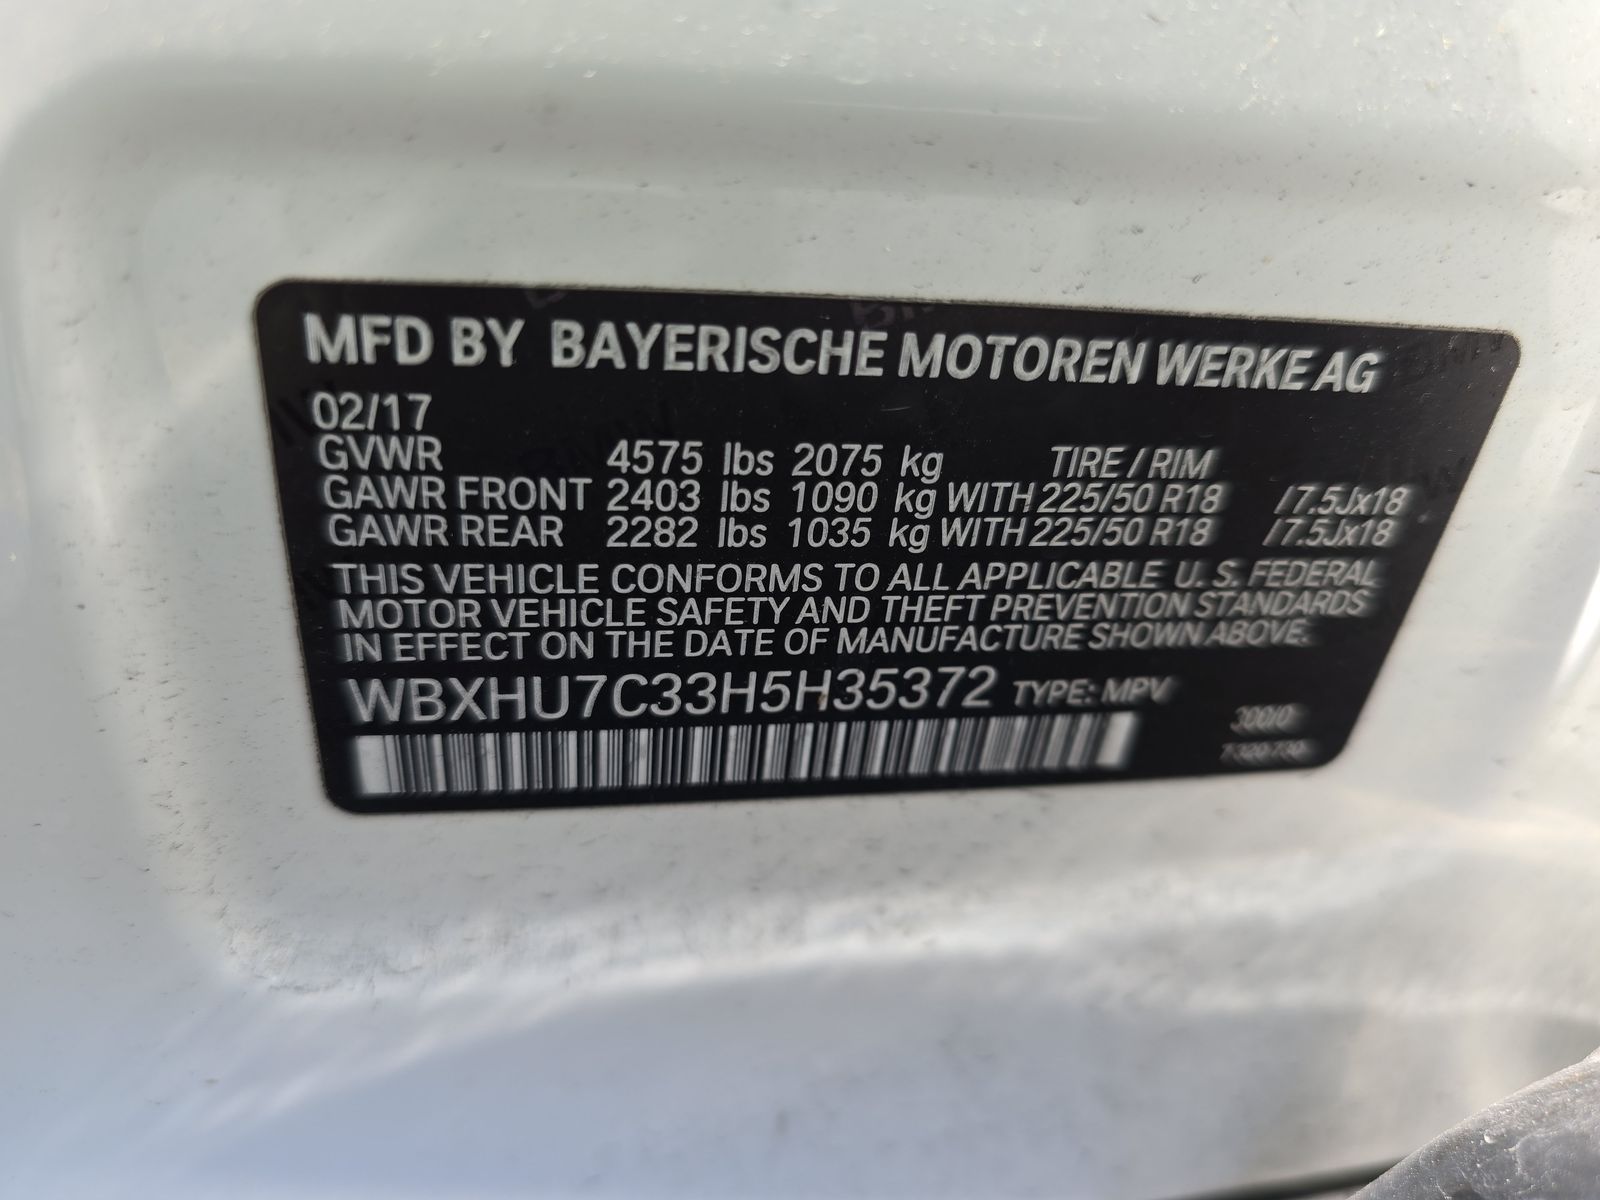 MFD BY BAYERISCHE MOTOREN WERKE AG
02/17
GVWR 4575 lbs 2075 kg TIRE / RIM
GAWR FRONT 2403 lbs 1090 kg WITH 225/50 R18 / 7.5Jx18
GAWR REAR 2282 lbs 1035 kg WITH 225/50 R18 / 7.5Jx18
THIS VEHICLE CONFORMS TO ALL APPLICABLE U. S. FEDERAL
MOTOR VEHICLE SAFETY AND THEFT PREVENTION STANDARDS
IN EFFECT ON THE DATE OF MANUFACTURE SHOWN ABOVE.
WBXHU7C33H5H35372 TYPE: MPV